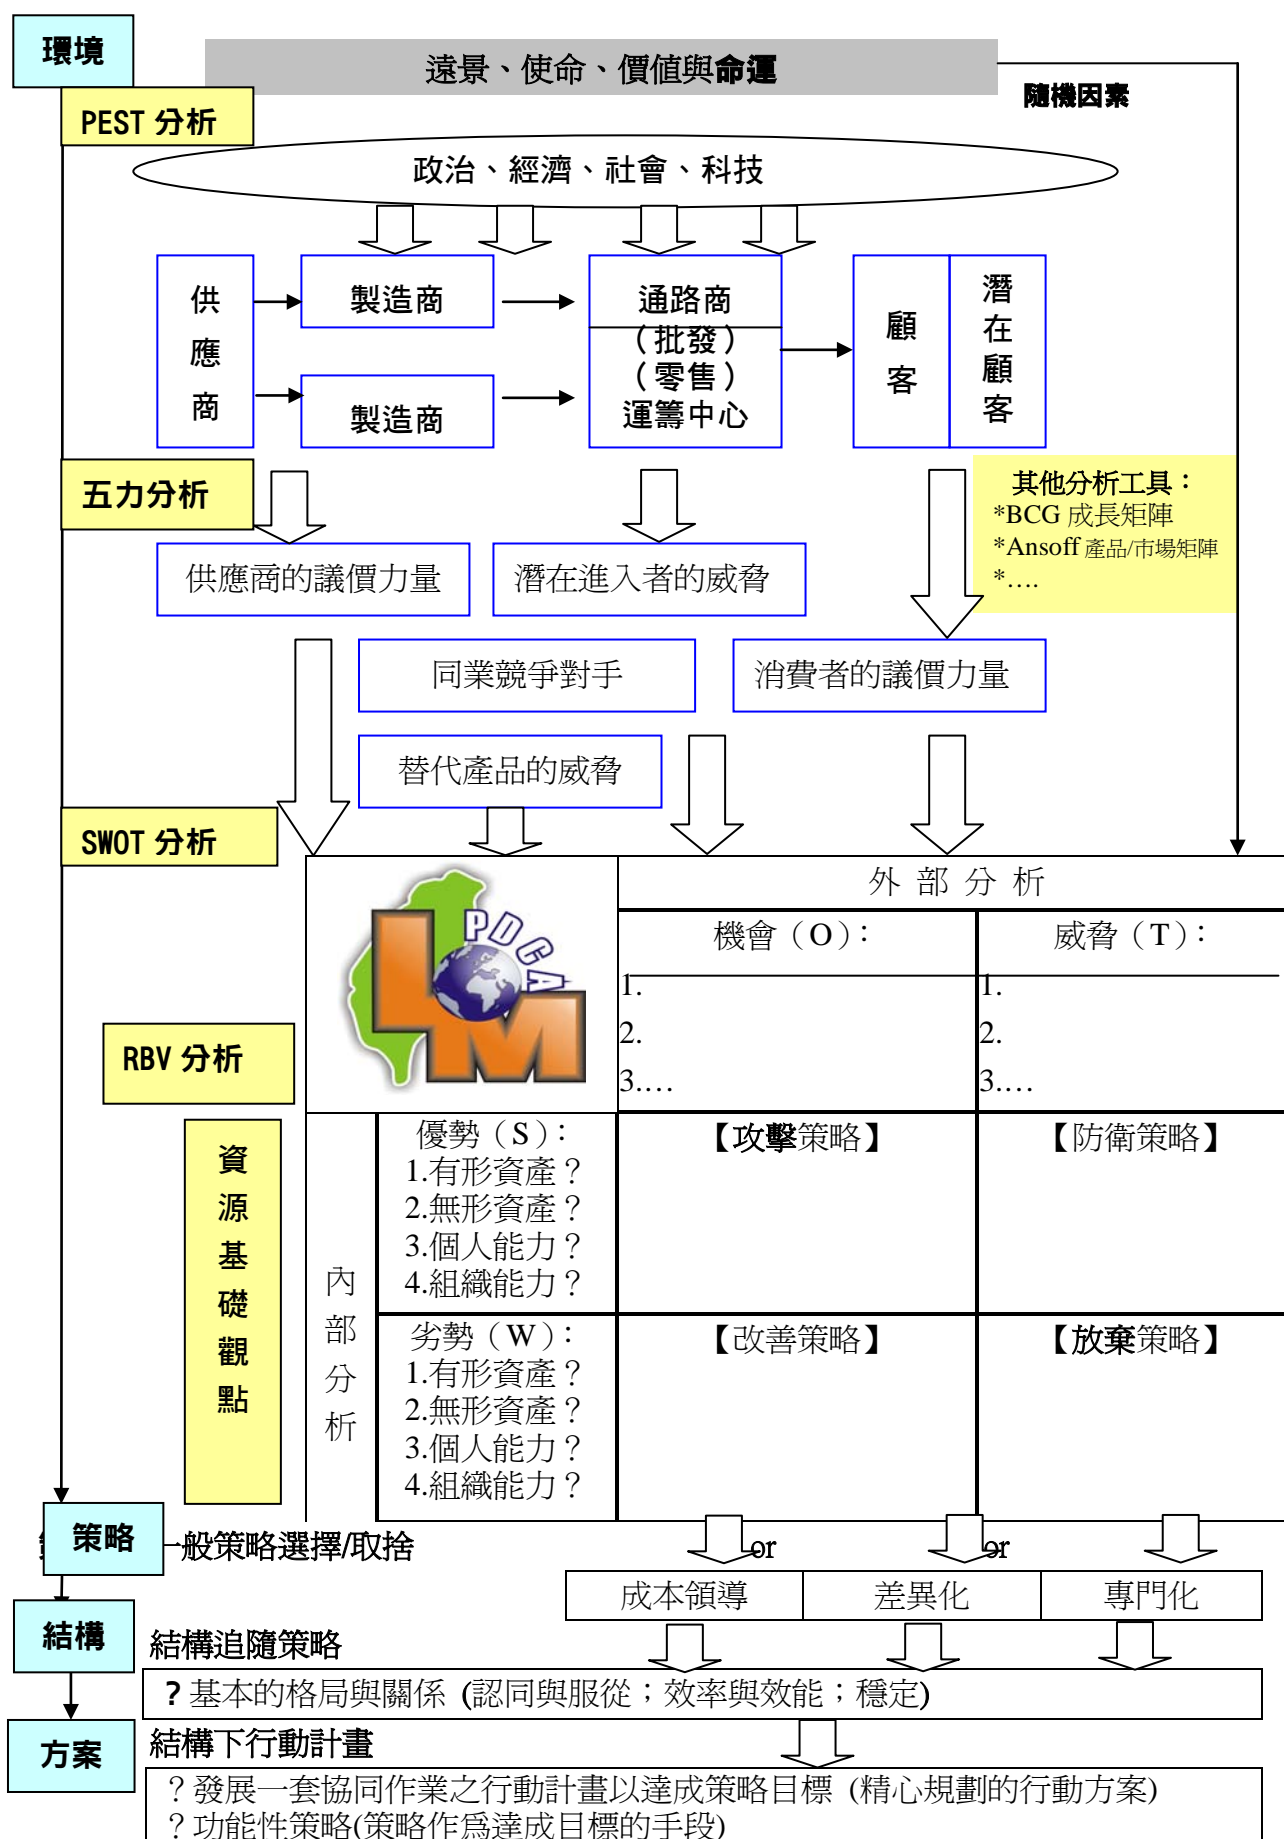 環境
遠景、使命、價值與命運
隨機因素
PEST 分析
政治、經濟、社會、科技
供應商
製造商
製造商
通路商
（批發）
（零售）
運籌中心
顧客
潛在顧客
五力分析
其他分析工具：
*BCG 成長矩陣
*Ansoff 產品/市場矩陣
*….
供應商的議價力量
潛在進入者的威脅
同業競爭對手
消費者的議價力量
替代產品的威脅
SWOT 分析
PDCA
LM
外 部 分 析
機會（O）：
1.
2.
3.…
威脅（T）：
1.
2.
3.…
RBV 分析
資源基礎觀點
內部分析
優勢（S）：
1.有形資產？
2.無形資產？
3.個人能力？
4.組織能力？
【攻擊策略】
【防衛策略】
劣勢（W）：
1.有形資產？
2.無形資產？
3.個人能力？
4.組織能力？
【改善策略】
【放棄策略】
策略
一般策略選擇/取捨
or
or
成本領導
差異化
專門化
結構
結構追隨策略
?基本的格局與關係 (認同與服從；效率與效能；穩定)
方案
結構下行動計畫
?發展一套協同作業之行動計畫以達成策略目標 (精心規劃的行動方案)
?功能性策略(策略作為達成目標的手段)